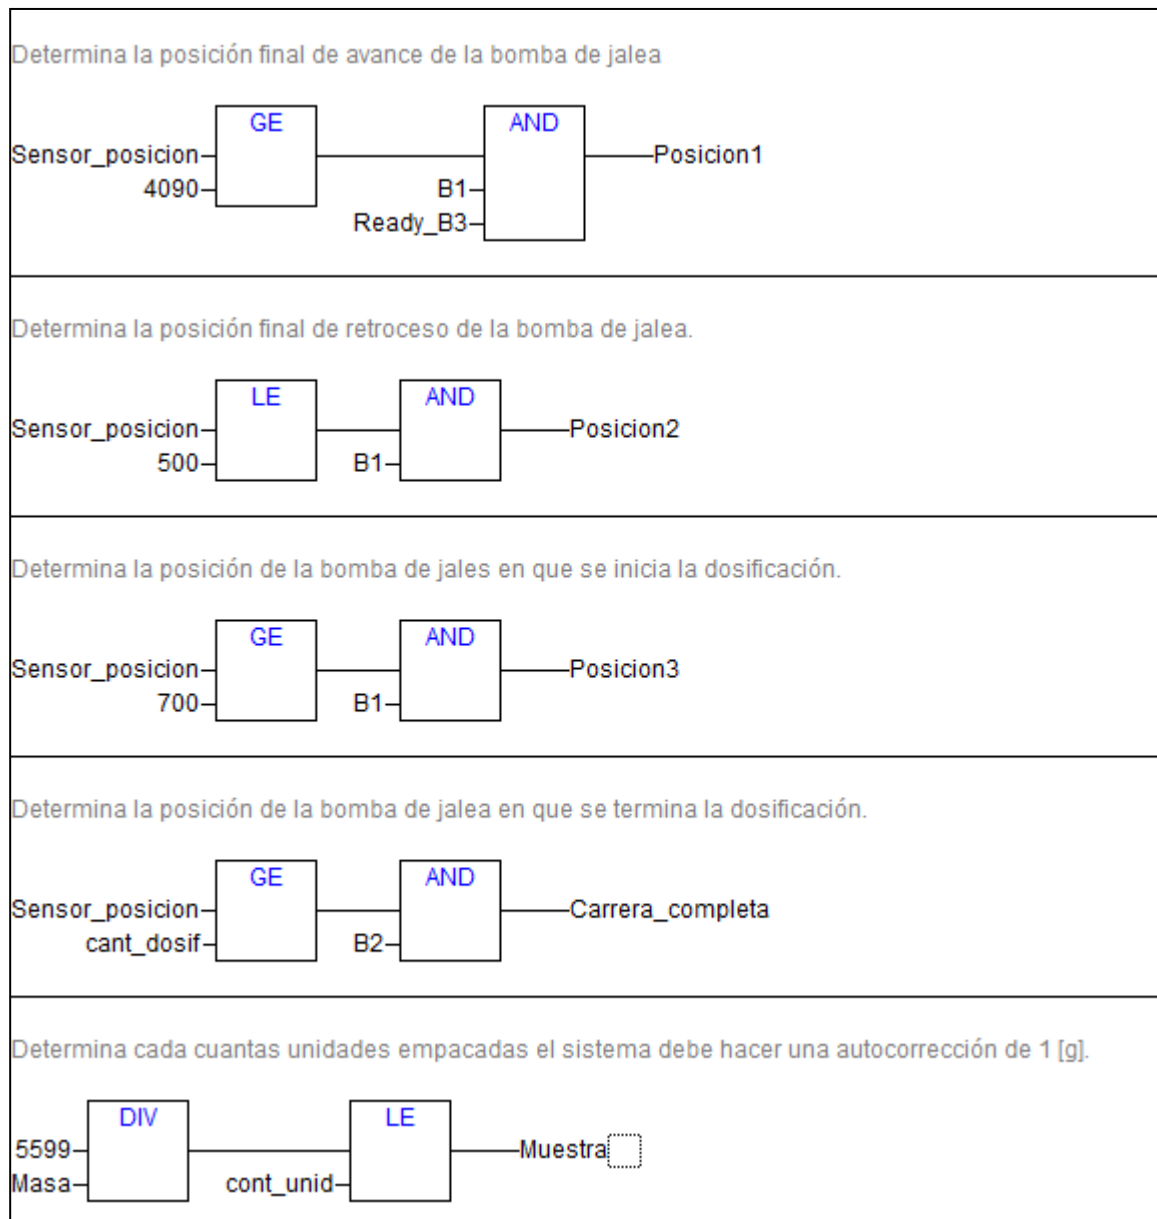 Determina la posición final de avance de la bomba de jalea
GE
AND
Sensor_posicion
Posicion1
4090
B1
Ready_B3
Determina la posición final de retroceso de la bomba de jalea.
LE
AND
Sensor_posicion
Posicion2
500
B1
Determina la posición de la bomba de jales en que se inicia la dosificación.
GE
AND
Sensor_posicion
Posicion3
700
B1
Determina la posición de la bomba de jalea en que se termina la dosificación.
GE
AND
Sensor_posicion
Carrera_completa
cant_dosif
B2
Determina cada cuantas unidades empacadas el sistema debe hacer una autocorrección de 1 [g].
DIV
LE
5599
Muestra
Masa
cont_unid